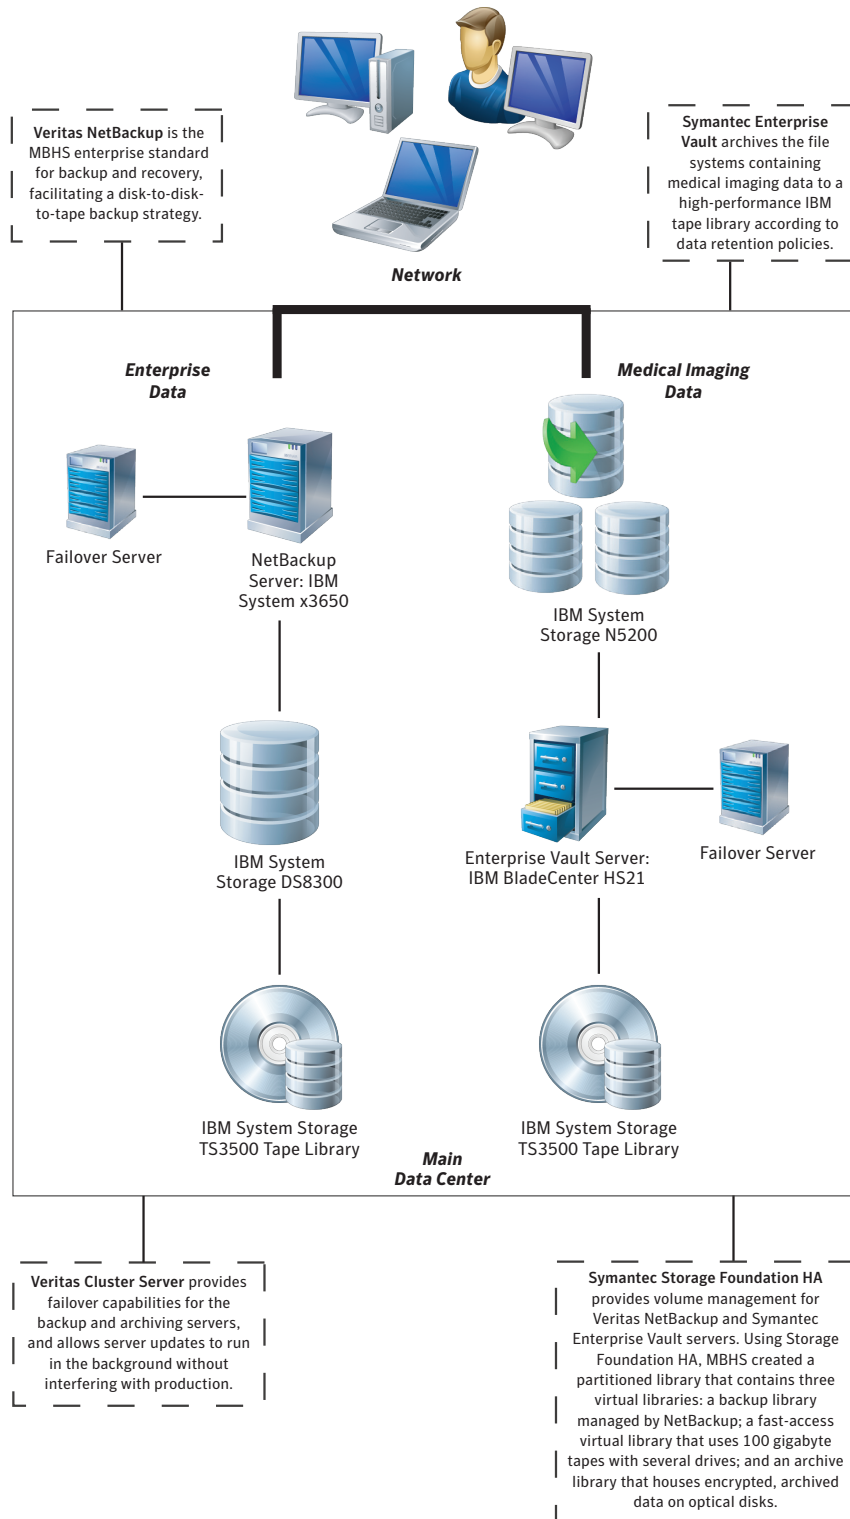 Veritas NetBackup is the
MBHS enterprise standard
for backup and recovery,
facilitating a disk-to-disk-
to-tape backup strategy.
Symantec Enterprise
Vault archives the file
systems containing
medical imaging data to a
high-performance IBM
tape library according to
data retention policies.
Network
Enterprise
Data
Medical Imaging
Data
Failover Server
NetBackup
Server: IBM
System x3650
IBM System
Storage N5200
IBM System
Storage DS8300
Enterprise Vault Server:
IBM BladeCenter HS21
Failover Server
IBM System Storage
TS3500 Tape Library
IBM System Storage
TS3500 Tape Library
Main
Data Center
Veritas Cluster Server provides
failover capabilities for the
backup and archiving servers,
and allows server updates to run
in the background without
interfering with production.
Symantec Storage Foundation HA
provides volume management for
Veritas NetBackup and Symantec
Enterprise Vault servers. Using Storage
Foundation HA, MBHS created a
partitioned library that contains three
virtual libraries: a backup library
managed by NetBackup; a fast-access
virtual library that uses 100 gigabyte
tapes with several drives; and an archive
library that houses encrypted, archived
data on optical disks.